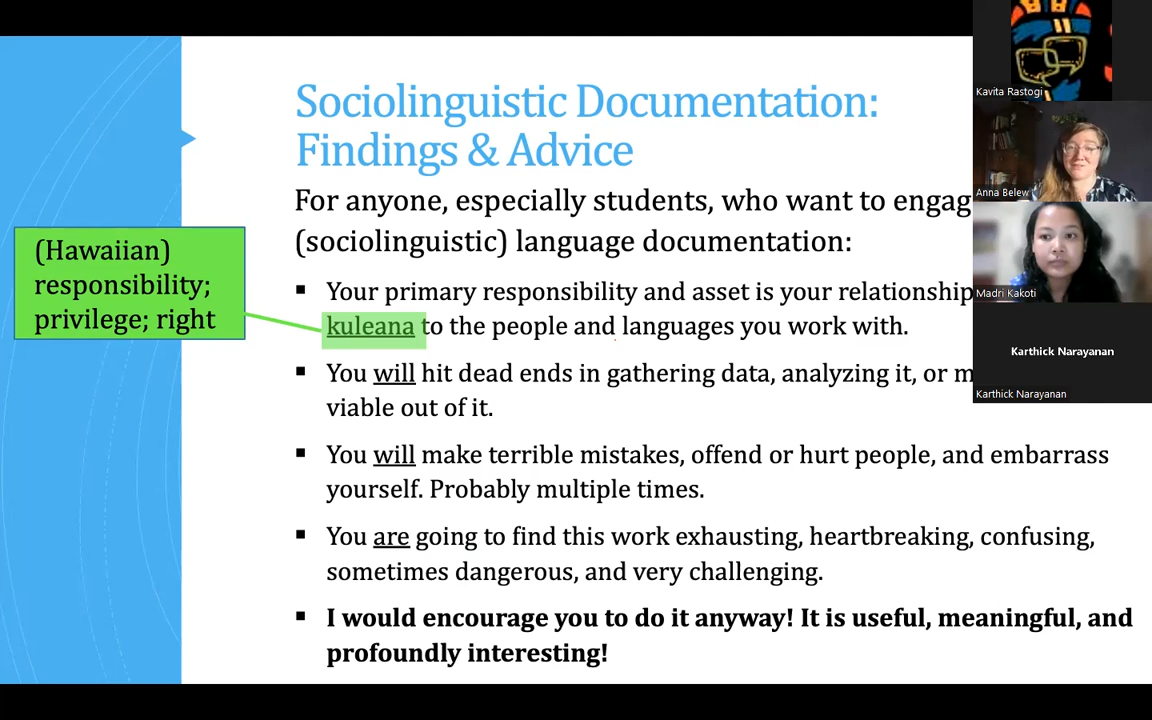 Sociolinguistic Documentation:
Findings & Advice
For anyone, especially students, who want to engag
(sociolinguistic) language documentation:
(Hawaiian)
responsibility;
privilege; right
▪ Your primary responsibility and asset is your relationship
kuleana to the people and languages you work with.
▪ You will hit dead ends in gathering data, analyzing it, or m
viable out of it.
▪ You will make terrible mistakes, offend or hurt people, and embarrass
yourself. Probably multiple times.
▪ You are going to find this work exhausting, heartbreaking, confusing,
sometimes dangerous, and very challenging.
▪ I would encourage you to do it anyway! It is useful, meaningful, and
profoundly interesting!
Kavita Rastogi
Anna Belew
Madri Kakoti
Karthick Narayanan
Karthick Narayanan